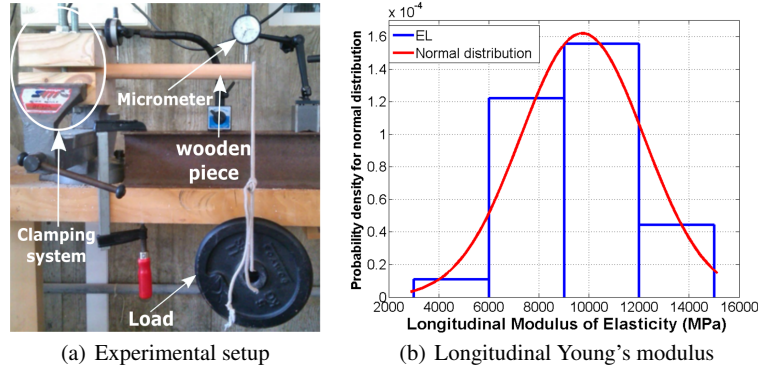 Micrometer
wooden
piece
Clamping
system
Load
(a) Experimental setup
×10⁻⁴
EL
Normal distribution
Probability density for normal distribution
1.6
1.4
1.2
1
0.8
0.6
0.4
0.2
0
2000 4000 6000 8000 10000 12000 14000 16000
Longitudinal Modulus of Elasticity (MPa)
(b) Longitudinal Young's modulus